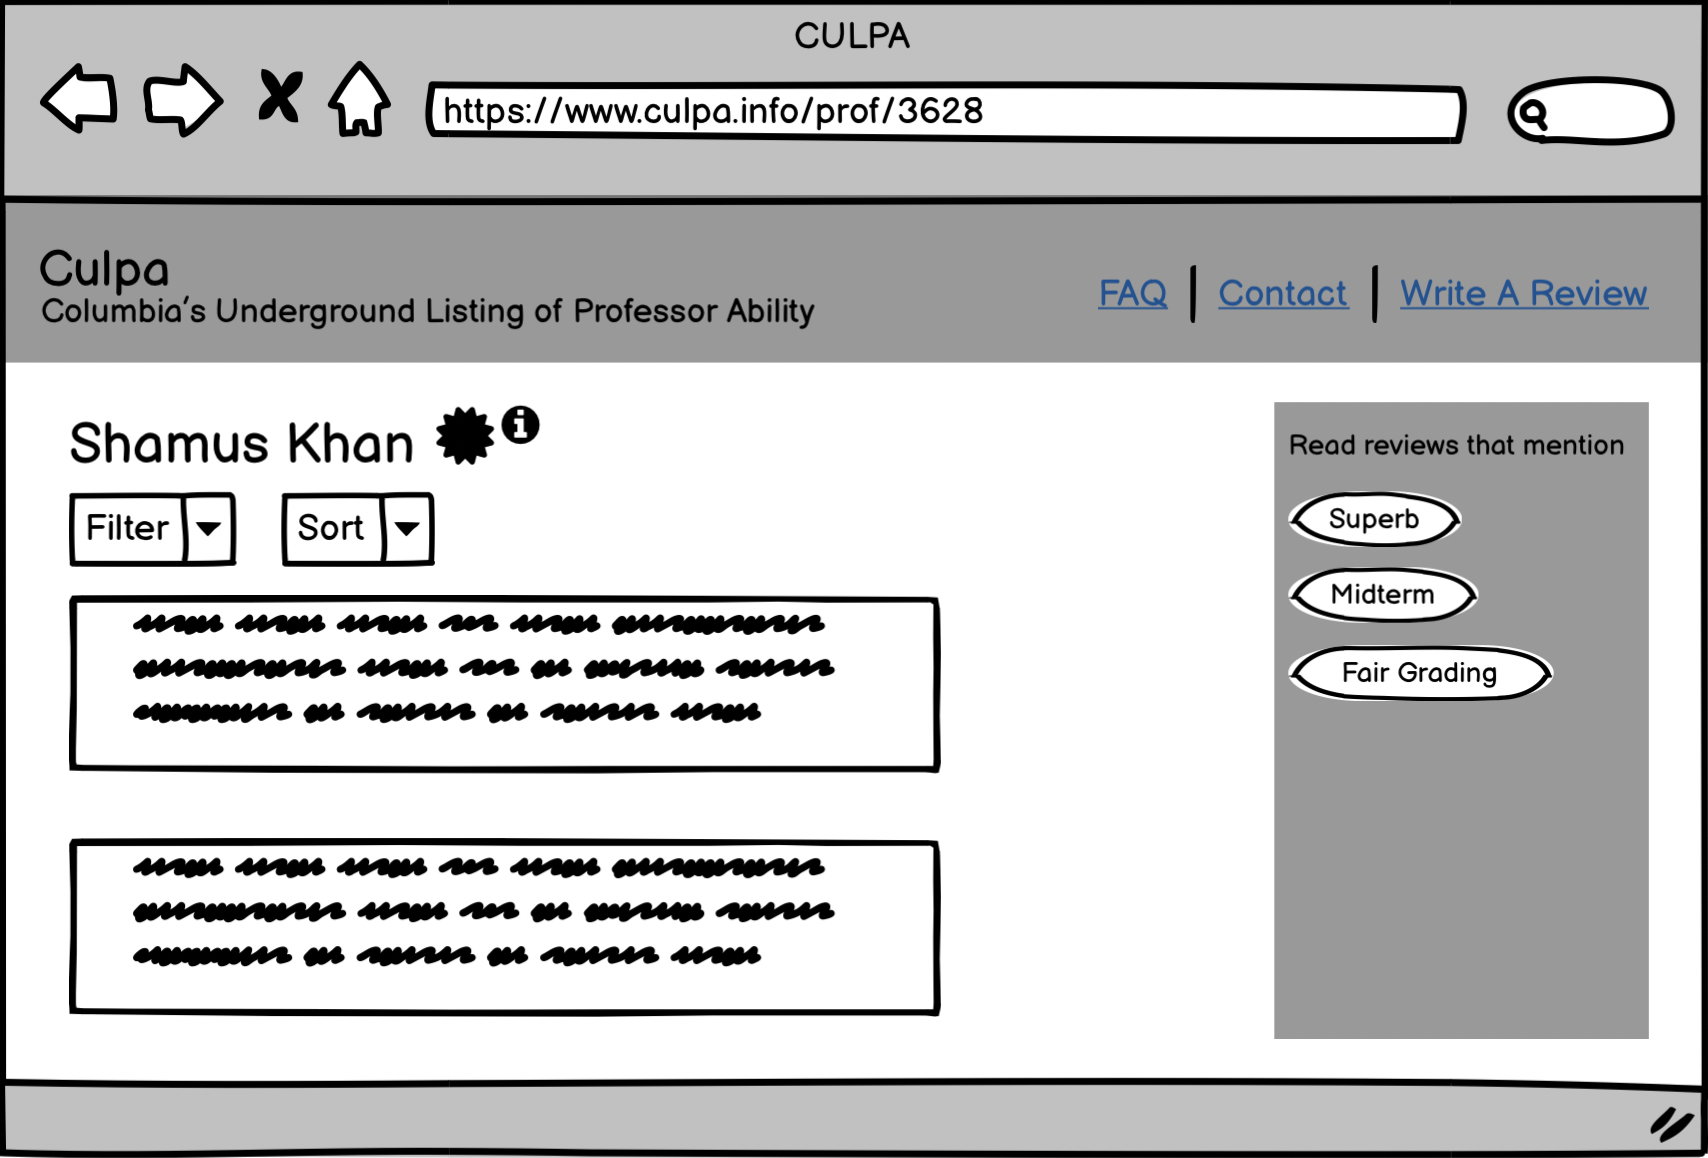 CULPA
https://www.culpa.info/prof/3628
Culpa
Columbia's Underground Listing of Professor Ability
FAQ | Contact | Write A Review
Shamus Khan
Filter
Sort
Read reviews that mention
Superb
Midterm
Fair Grading